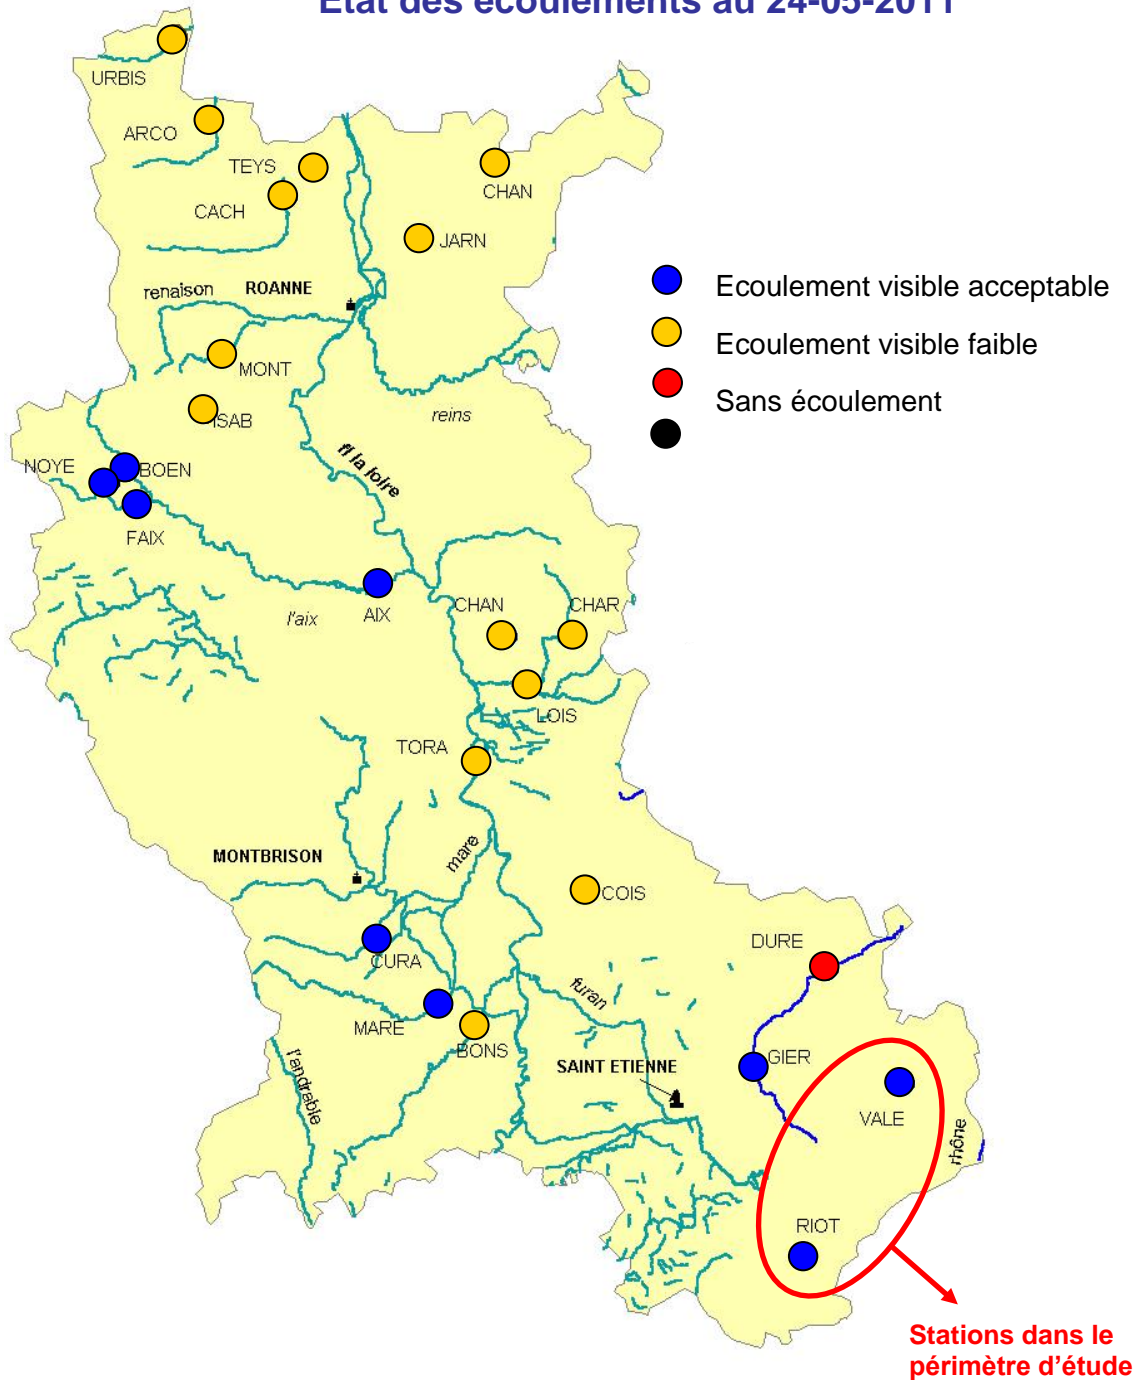 Etat des écoulements au 24-05-2011
URBIS
ARCO
TEYS
CHAN
CACH
JARN
renaison
ROANNE
Ecoulement visible acceptable
Ecoulement visible faible
MONT
Sans écoulement
ISAB
reins
fl la loire
NOYE
BOEN
FAIX
l'aix
AIX
CHAN
CHAR
LOIS
TORA
mare
MONTBRISON
COIS
CURA
DURE
furan
MARE
BONS
l'andrable
SAINT ETIENNE
GIER
VALE
rhône
RIOT
Stations dans le
périmètre d'étude